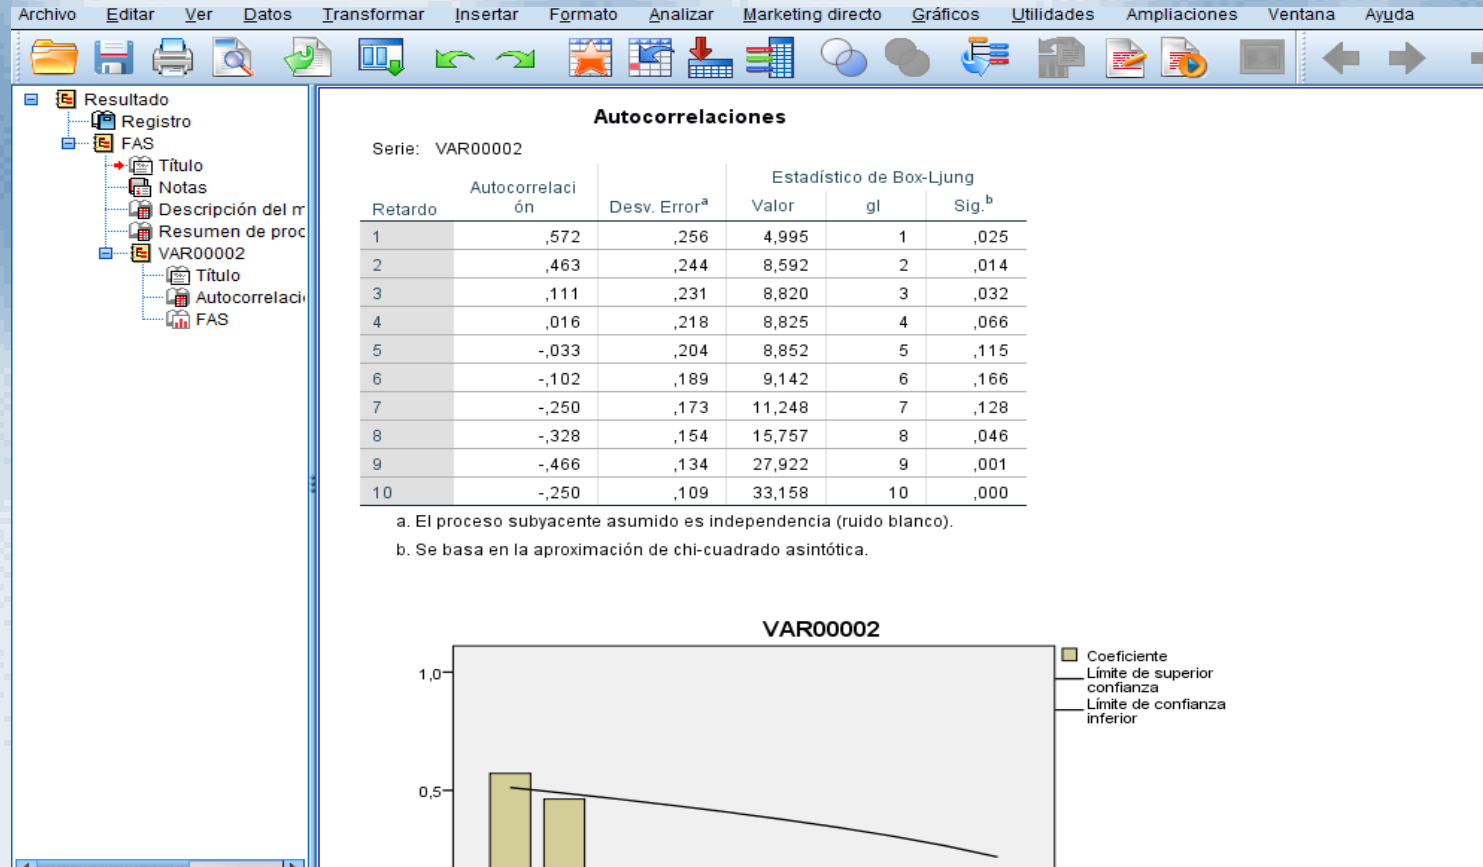 Archivo Editar Ver Datos Transformar Insertar Formato Analizar Marketing directo Gráficos Utilidades Ampliaciones Ventana Ayuda
Resultado
Registro
FAS
Título
Notas
Descripción del m
Resumen de proc
VAR00002
Título
Autocorrelaci
FAS
Autocorrelaciones
Serie: VAR00002
Retardo Autocorrelaci
ón Desv. Errorᵃ Estadístico de Box-Ljung
Valor gl Sig.ᵇ
1 ,572 ,256 4,995 1 ,025
2 ,463 ,244 8,592 2 ,014
3 ,111 ,231 8,820 3 ,032
4 ,016 ,218 8,825 4 ,066
5 -,033 ,204 8,852 5 ,115
6 -,102 ,189 9,142 6 ,166
7 -,250 ,173 11,248 7 ,128
8 -,328 ,154 15,757 8 ,046
9 -,466 ,134 27,922 9 ,001
10 -,250 ,109 33,158 10 ,000
a. El proceso subyacente asumido es independencia (ruido blanco).
b. Se basa en la aproximación de chi-cuadrado asintótica.
VAR00002
1,0
0,5
Coeficiente
Límite de superior
confianza
Límite de confianza
inferior